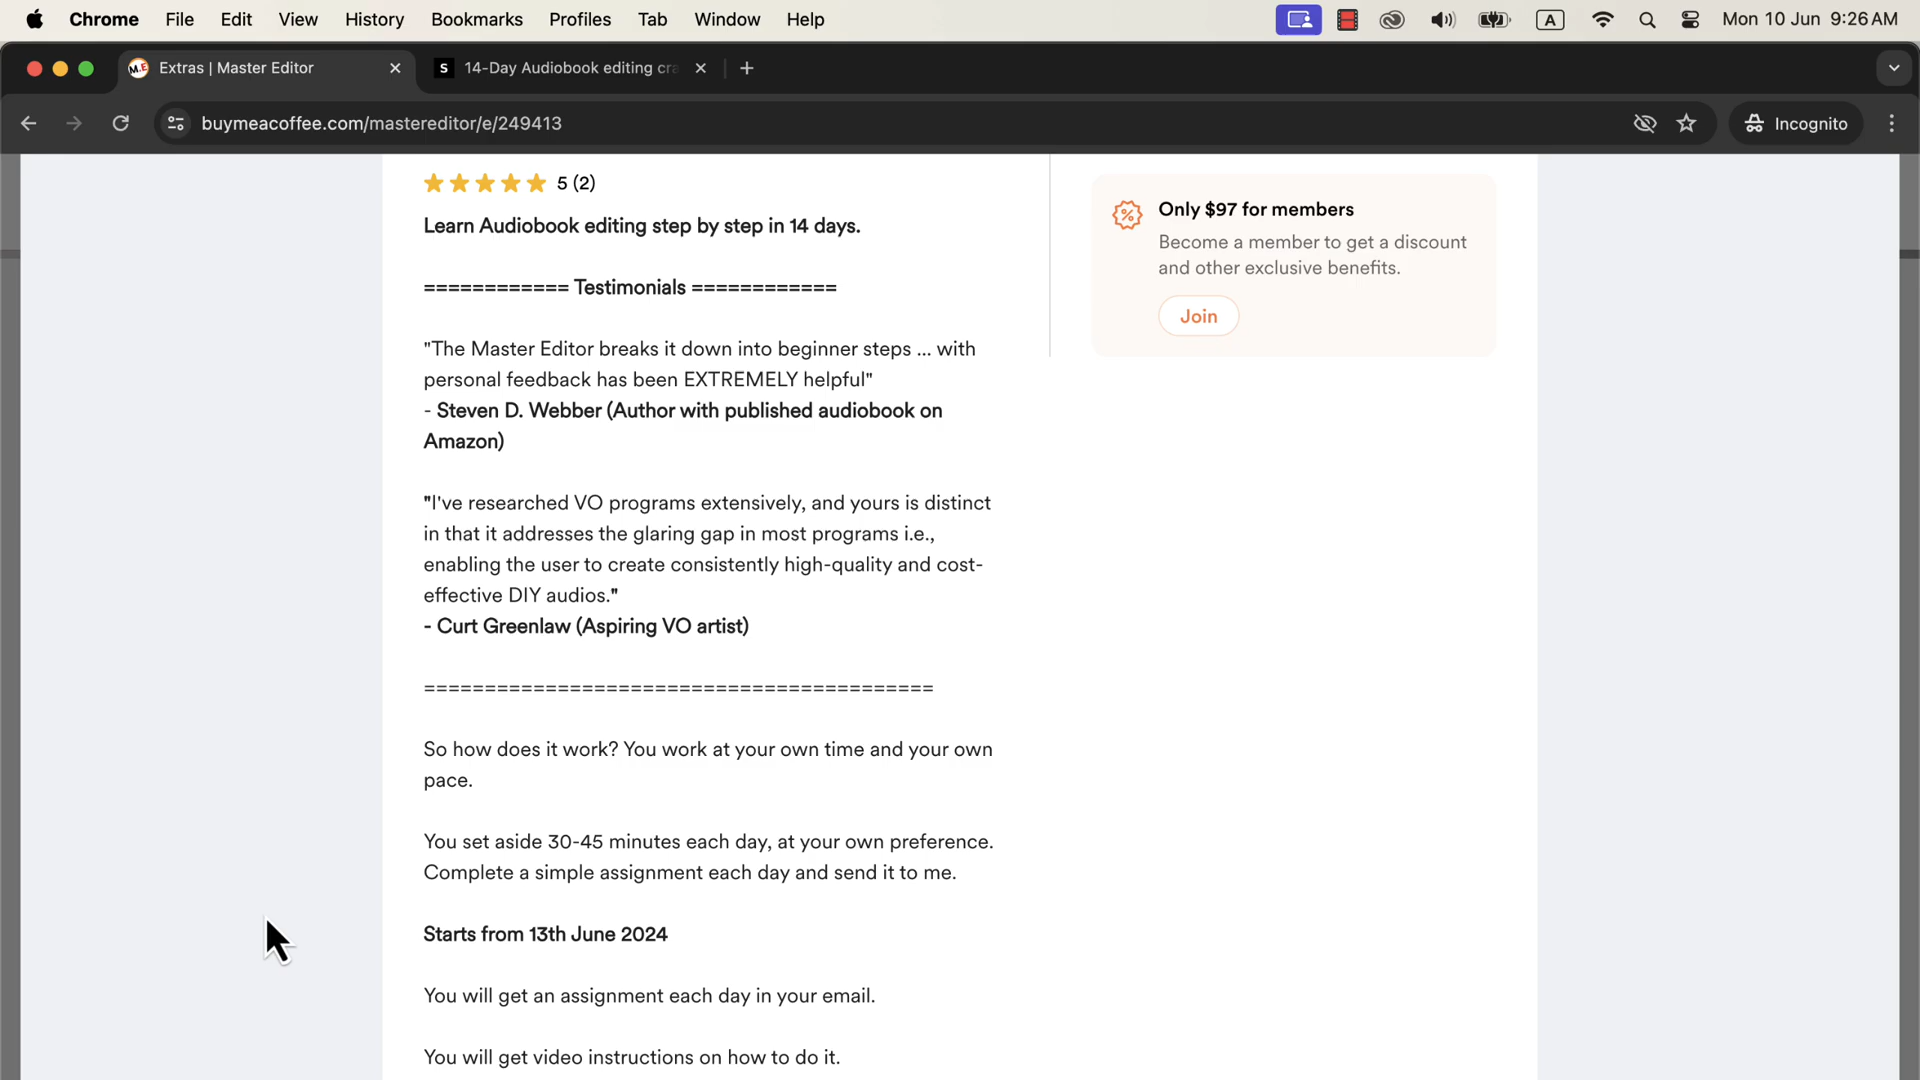 Chrome File Edit View History Bookmarks Profiles Tab Window Help A Mon 10 Jun 9:26 AM
M.E Extras | Master Editor S 14-Day Audiobook editing cra
buymeacoffee.com/mastereditor/e/249413 Incognito
5 (2)
Learn Audiobook editing step by step in 14 days.
============ Testimonials ============
"The Master Editor breaks it down into beginner steps ... with
personal feedback has been EXTREMELY helpful"
- Steven D. Webber (Author with published audiobook on
Amazon)
"I've researched VO programs extensively, and yours is distinct
in that it addresses the glaring gap in most programs i.e.,
enabling the user to create consistently high-quality and cost-
effective DIY audios."
- Curt Greenlaw (Aspiring VO artist)
==========================================
So how does it work? You work at your own time and your own
pace.
You set aside 30-45 minutes each day, at your own preference.
Complete a simple assignment each day and send it to me.
Starts from 13th June 2024
You will get an assignment each day in your email.
You will get video instructions on how to do it.
Only $97 for members
Become a member to get a discount
and other exclusive benefits.
Join